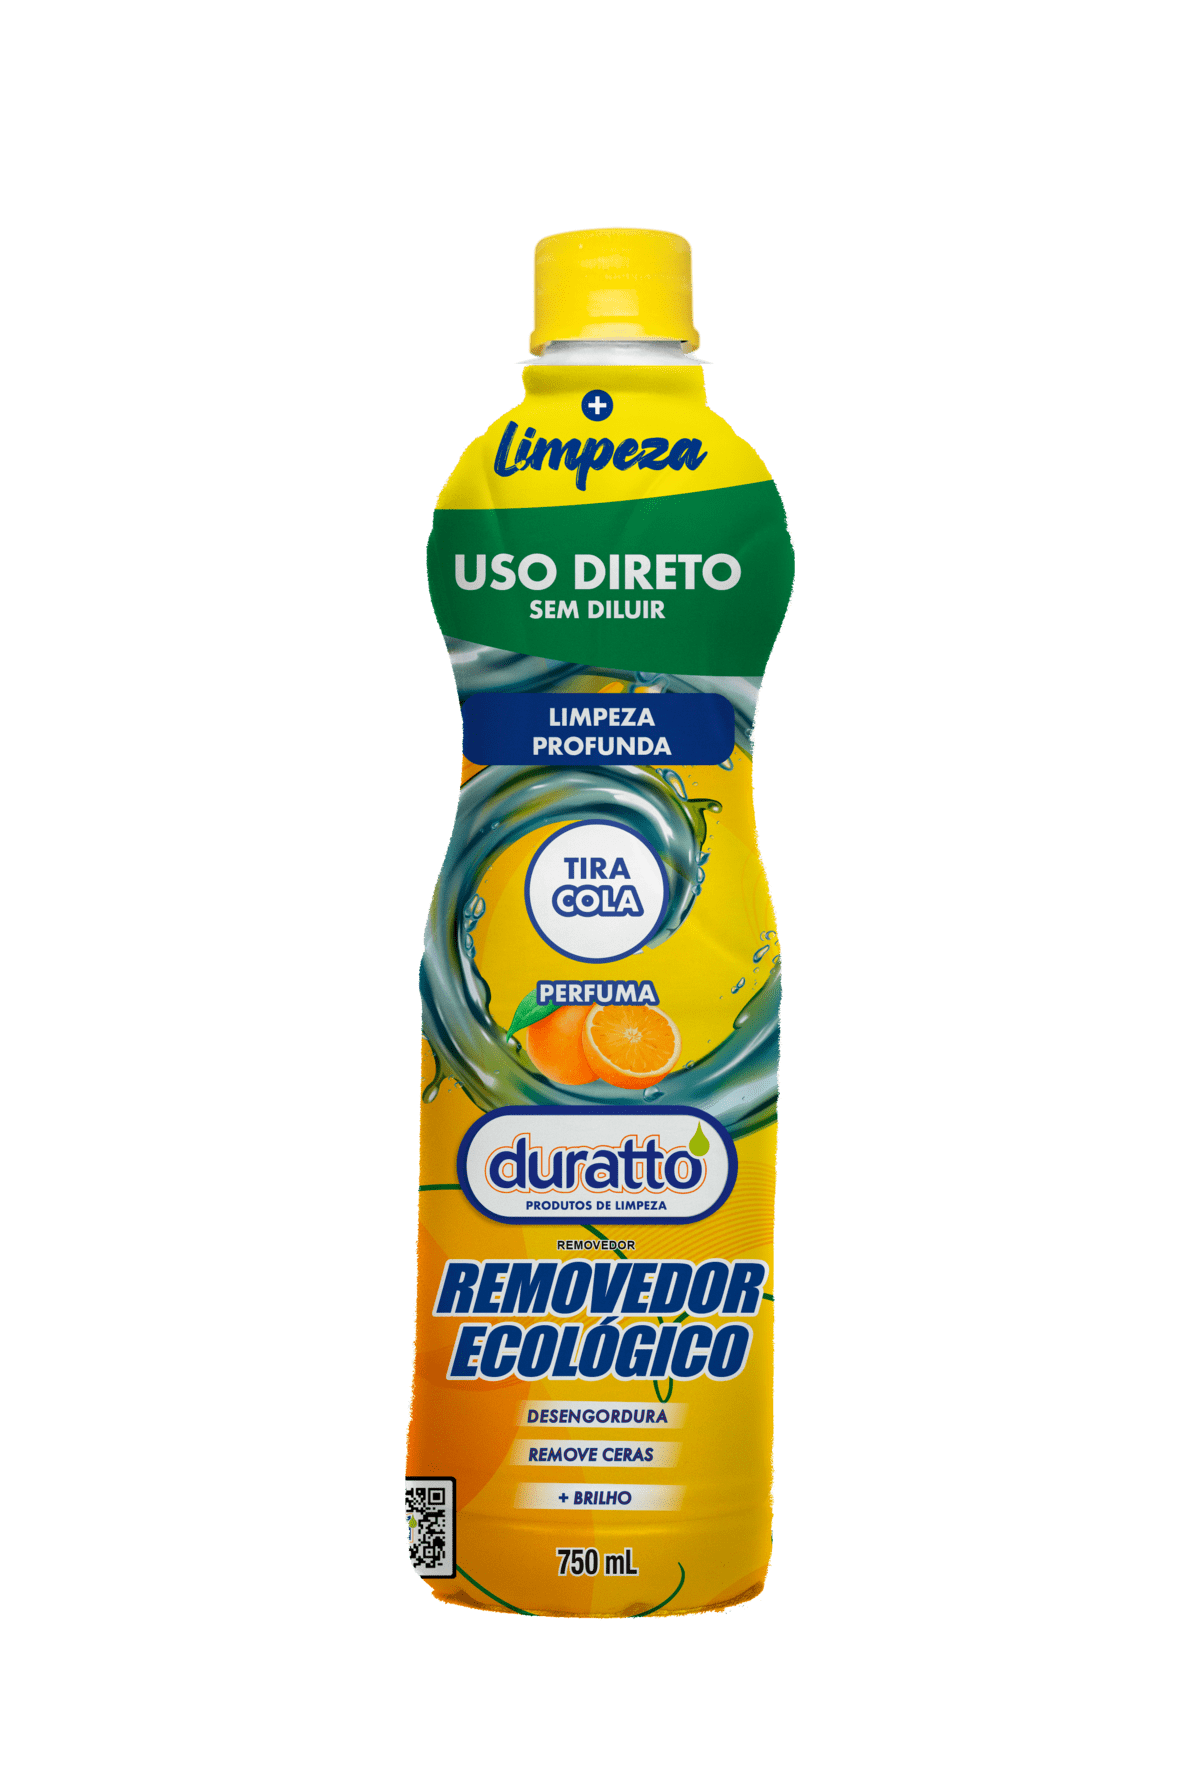 +
Limpeza
USO DIRETO
SEM DILUIR
LIMPEZA
PROFUNDA
TIRA
COLA
PERFUMA
duratto
PRODUTOS DE LIMPEZA
REMOVEDOR
REMOVEDOR
ECOLÓGICO
DESENGORDURA
REMOVE CERAS
+ BRILHO
750 mL